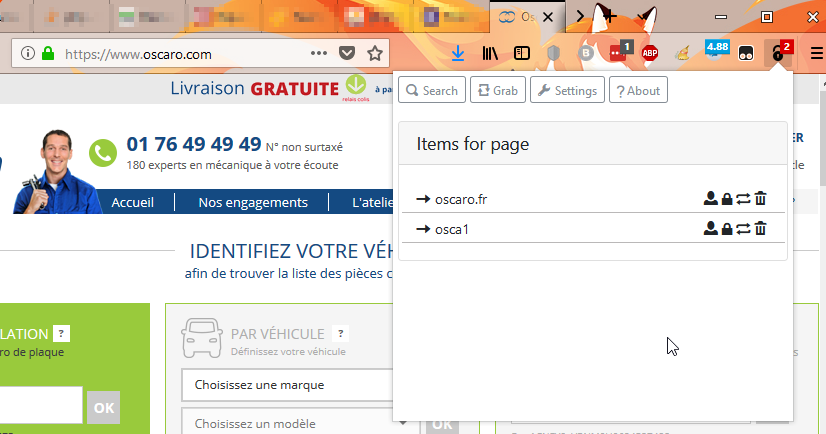 Os
https://www.oscaro.com
1
ABP
4.88
2
Livraison GRATUITE
relais colis
à pa
Search
Grab
Settings
? About
01 76 49 49 49 N° non surtaxé
180 experts en mécanique à votre écoute
Items for page
ER
cle
Accueil
Nos engagements
L'atelie
oscaro.fr
osca1
IDENTIFIEZ VOTRE VÉH
afin de trouver la liste des pièces
LATION ?
ro de plaque
OK
PAR VÉHICULE ?
Définissez votre véhicule
Choisissez une marque
Choisissez un modèle
OK
s